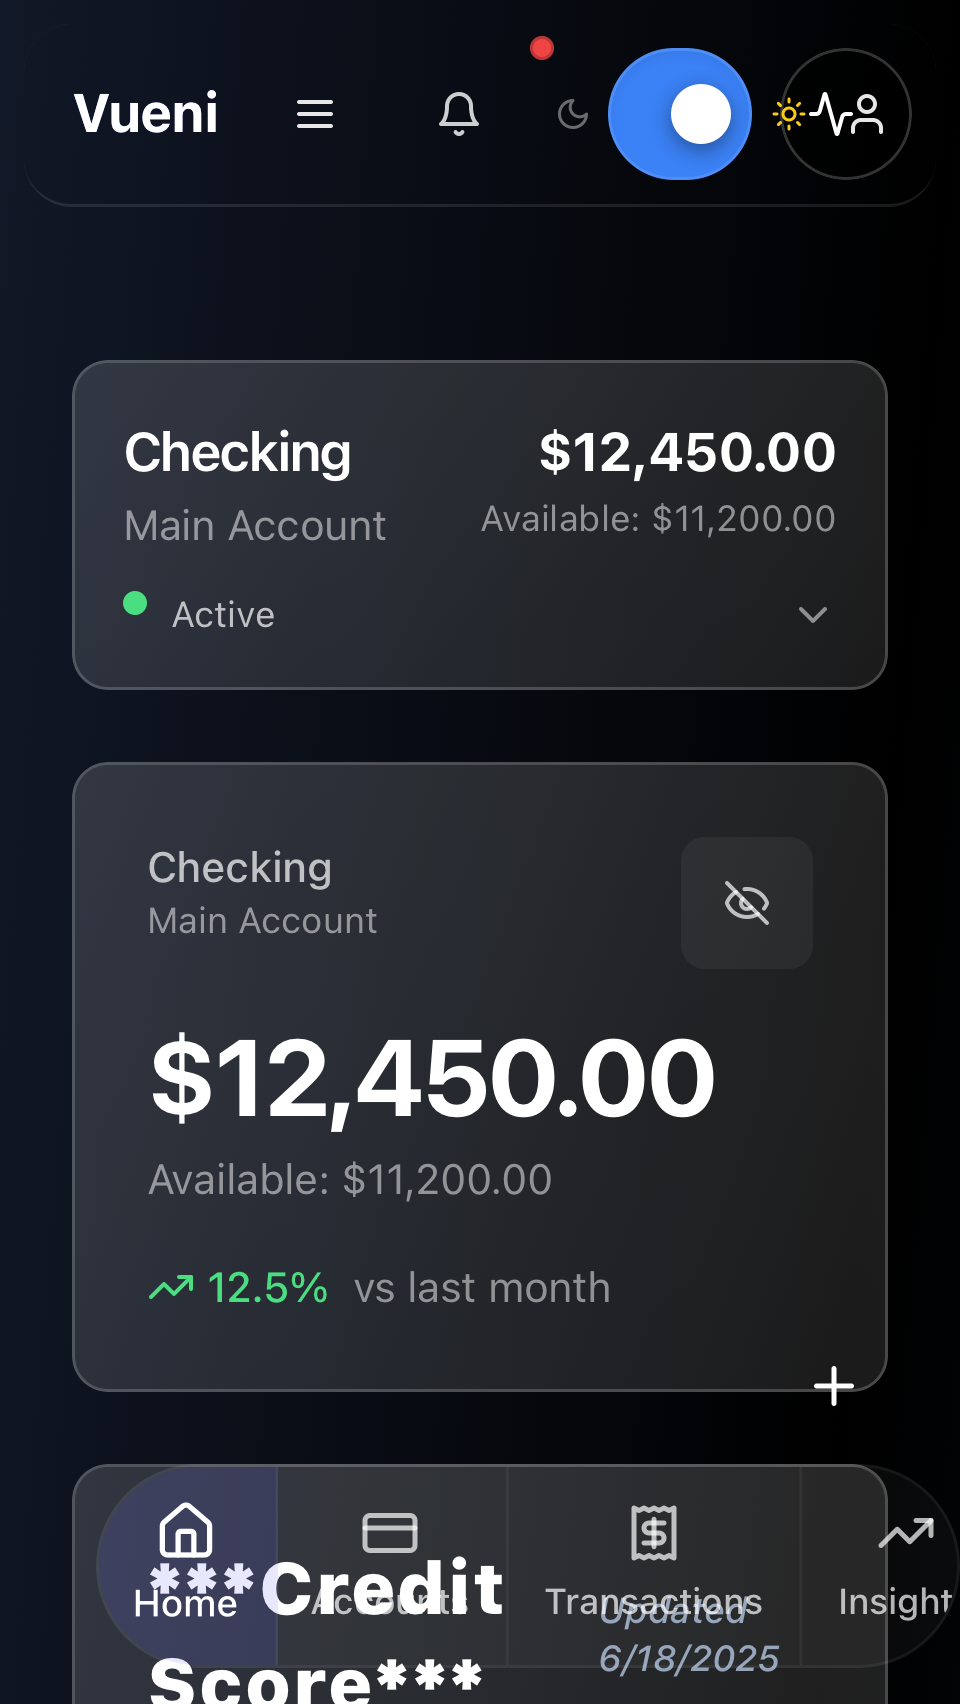 Vueni
Checking
$12,450.00
Main Account
Available: $11,200.00
Active
Checking
Main Account
$12,450.00
Available: $11,200.00
12.5% vs last month
Home
Accounts
Transactions
Insight
***Credit
Score***
Updated
6/18/2025